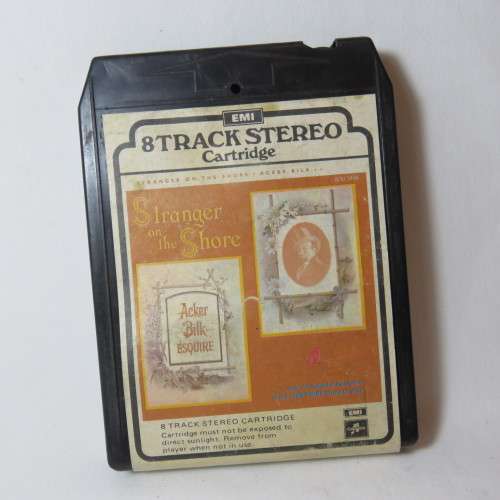 EMI
8 TRACK STEREO
Cartridge
STRANGER ON THE SHORE / ACKER BILK
Stranger
on
the Shore
Acker
Bilk
ESQUIRE
8 TRACK STEREO CARTRIDGE
Cartridge must not be exposed to
direct sunlight. Remove from
player when not in use.
EMI